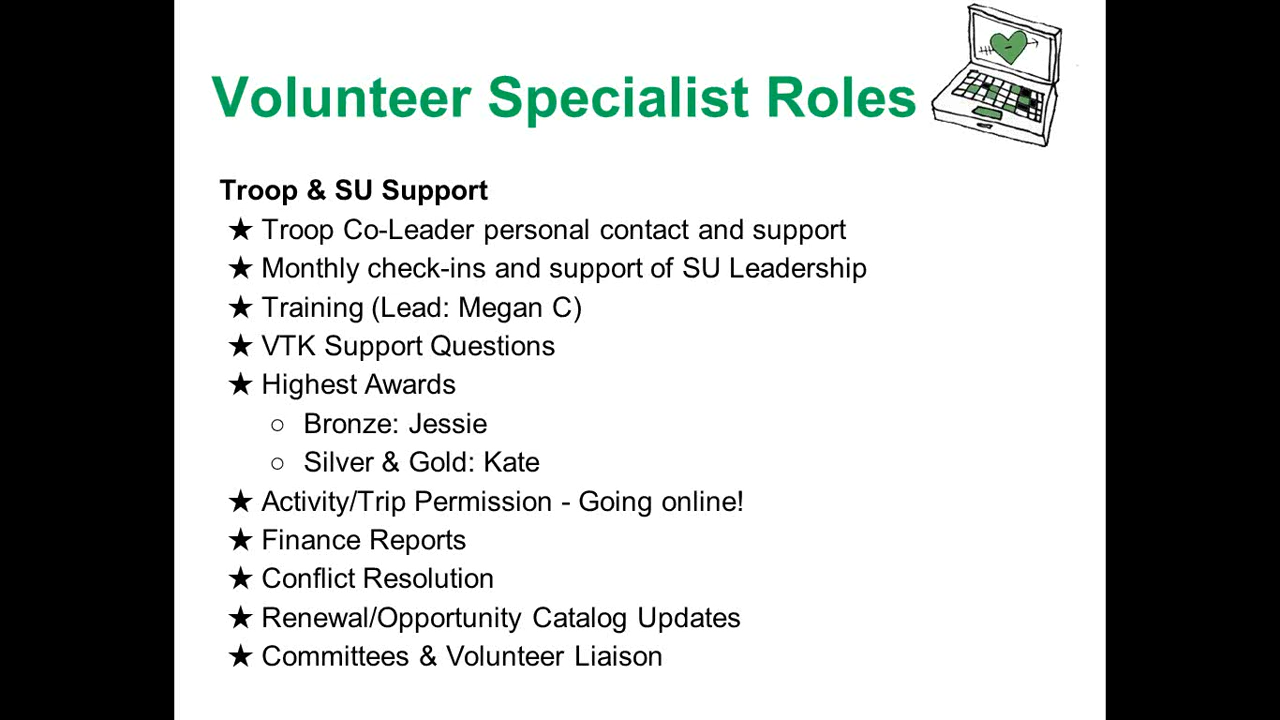 Volunteer Specialist Roles
Troop & SU Support
★ Troop Co-Leader personal contact and support
★ Monthly check-ins and support of SU Leadership
★ Training (Lead: Megan C)
★ VTK Support Questions
★ Highest Awards
○ Bronze: Jessie
○ Silver & Gold: Kate
★ Activity/Trip Permission - Going online!
★ Finance Reports
★ Conflict Resolution
★ Renewal/Opportunity Catalog Updates
★ Committees & Volunteer Liaison